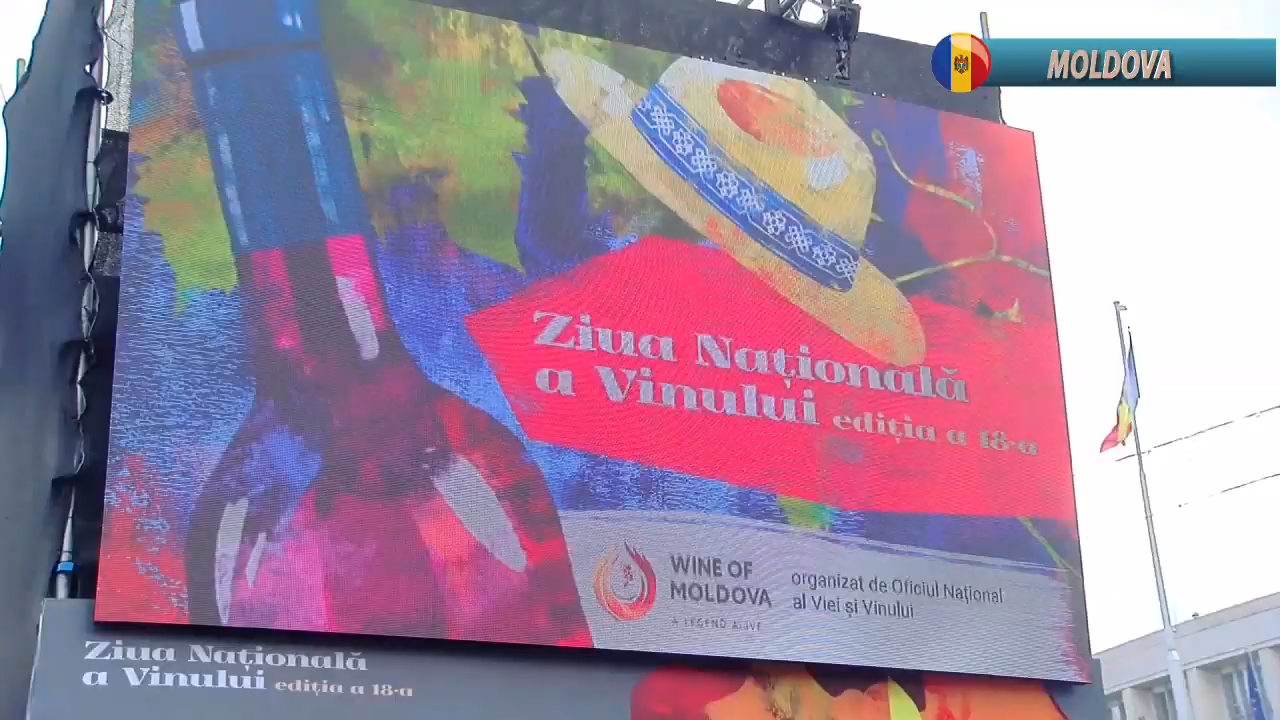 MOLDOVA
Ziua Națională
a Vinului ediția a 18-a
WINE OF
MOLDOVA
A LEGEND ALIVE
organizat de Oficiul Național
al Viei și Vinului
Ziua Națională
a Vinului ediția a 18-a